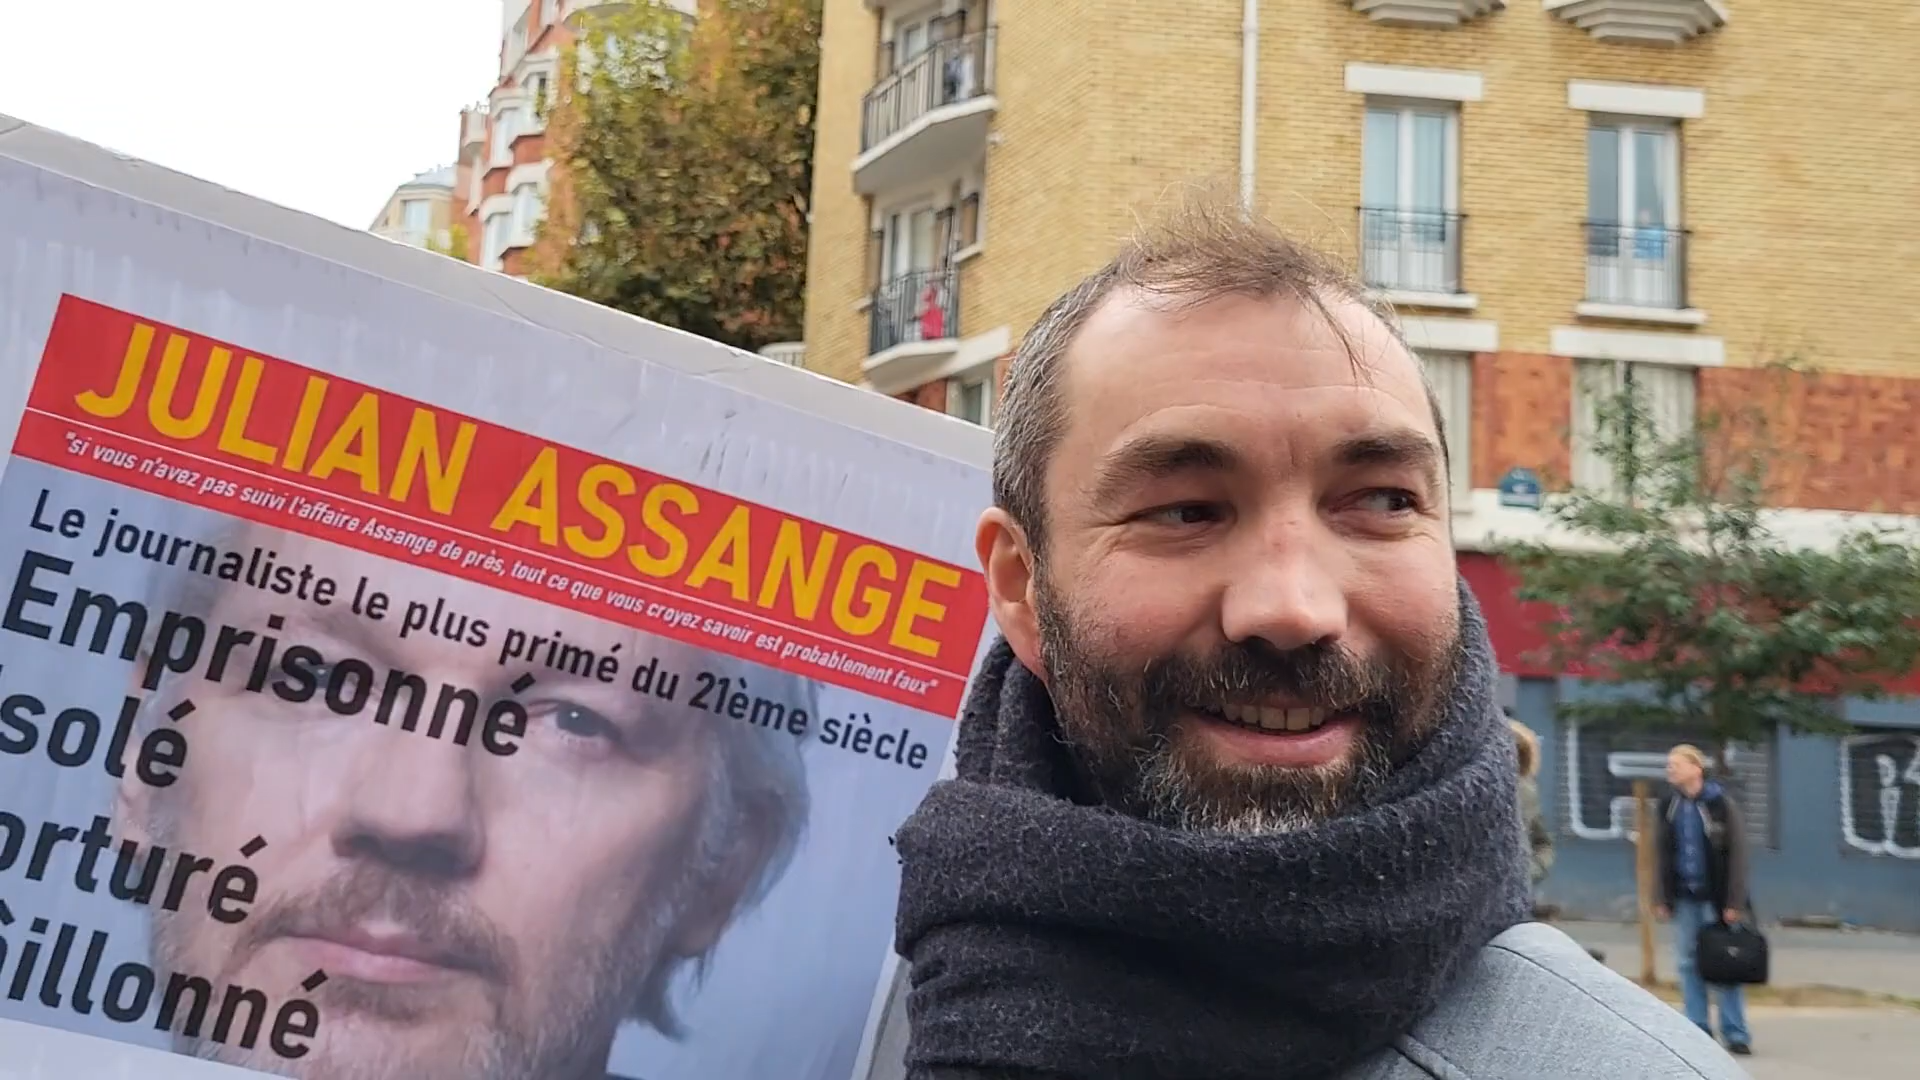 JULIAN ASSANGE
"si vous n'avez pas suivi l'affaire Assange de près, tout ce que vous croyez savoir est probablement faux"
Le journaliste le plus primé du 21ème siècle
Emprisonné
solé
orturé
illonné